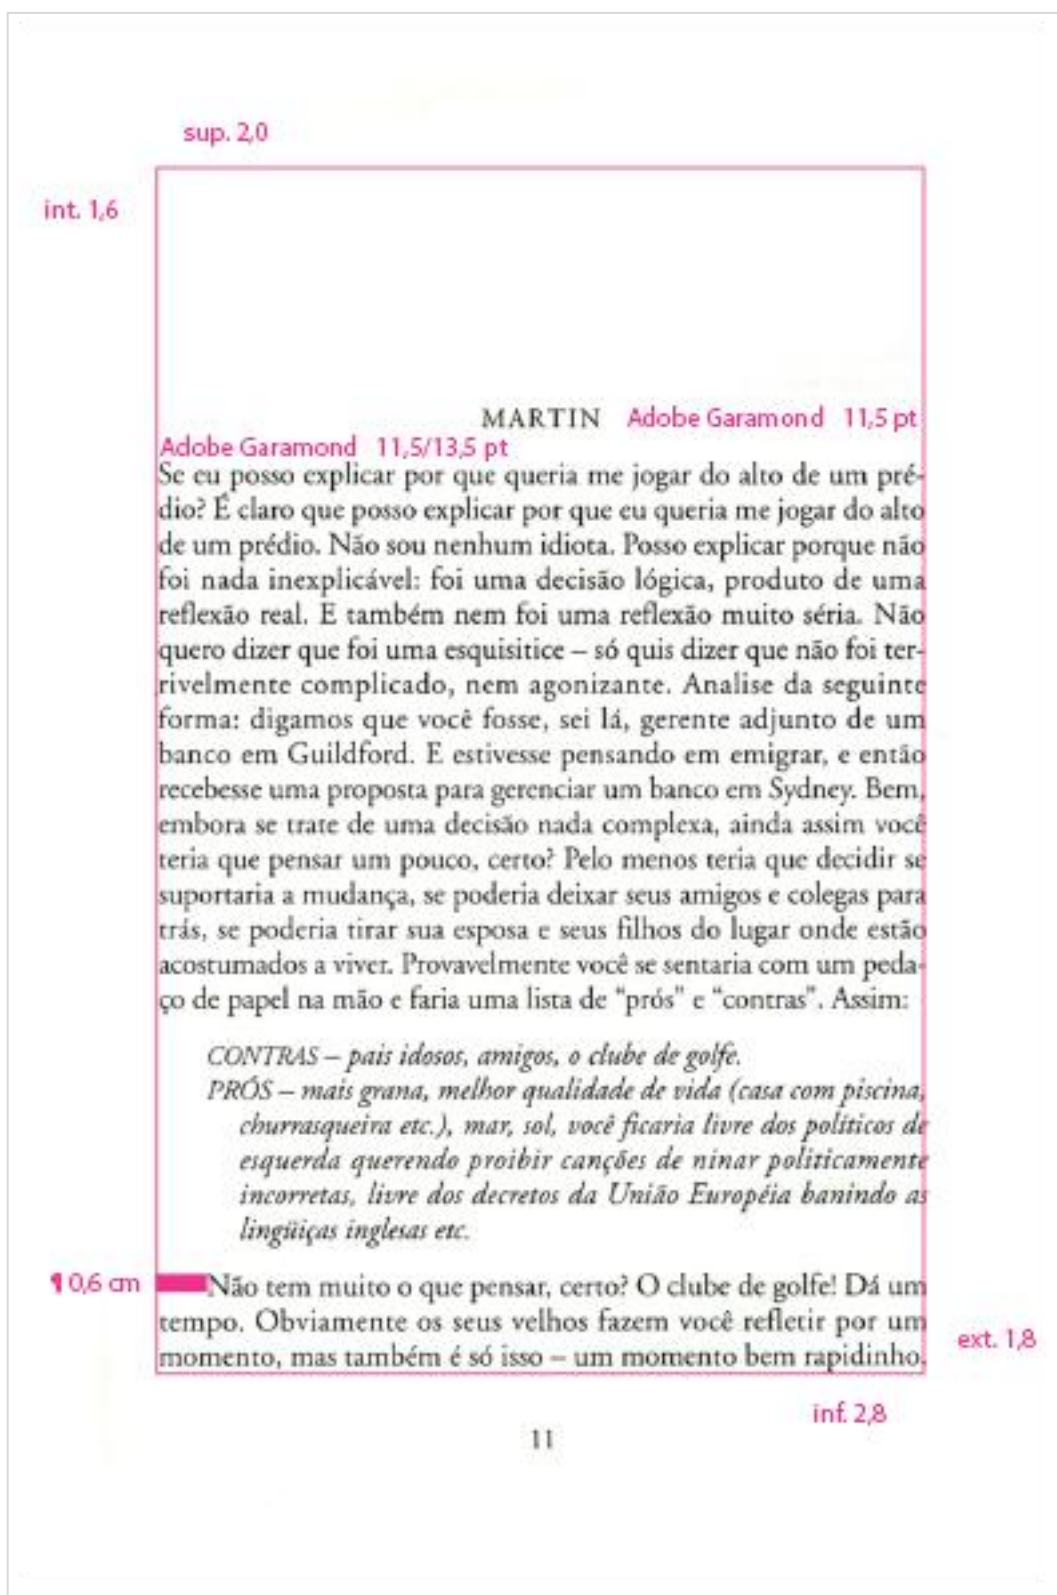 sup. 2,0
int. 1,6
MARTIN Adobe Garamond 11,5 pt
Adobe Garamond 11,5/13,5 pt
Se eu posso explicar por que queria me jogar do alto de um pré-
dio? É claro que posso explicar por que eu queria me jogar do alto
de um prédio. Não sou nenhum idiota. Posso explicar porque não
foi nada inexplicável: foi uma decisão lógica, produto de uma
reflexão real. E também nem foi uma reflexão muito séria. Não
quero dizer que foi uma esquisitice – só quis dizer que não foi ter-
rivelmente complicado, nem agonizante. Analise da seguinte
forma: digamos que você fosse, sei lá, gerente adjunto de um
banco em Guildford. E estivesse pensando em emigrar, e então
recebesse uma proposta para gerenciar um banco em Sydney. Bem,
embora se trate de uma decisão nada complexa, ainda assim você
teria que pensar um pouco, certo? Pelo menos teria que decidir se
suportaria a mudança, se poderia deixar seus amigos e colegas para
trás, se poderia tirar sua esposa e seus filhos do lugar onde estão
acostumados a viver. Provavelmente você se sentaria com um peda-
ço de papel na mão e faria uma lista de “prós” e “contras”. Assim:
CONTRAS – pais idosos, amigos, o clube de golfe.
PRÓS – mais grana, melhor qualidade de vida (casa com piscina,
churrasqueira etc.), mar, sol, você ficaria livre dos políticos de
esquerda querendo proibir canções de ninar politicamente
incorretas, livre dos decretos da União Européia banindo as
lingüiças inglesas etc.
¶ 0,6 cm Não tem muito o que pensar, certo? O clube de golfe! Dá um
tempo. Obviamente os seus velhos fazem você refletir por um
momento, mas também é só isso – um momento bem rapidinho.
ext. 1,8
inf. 2,8
11